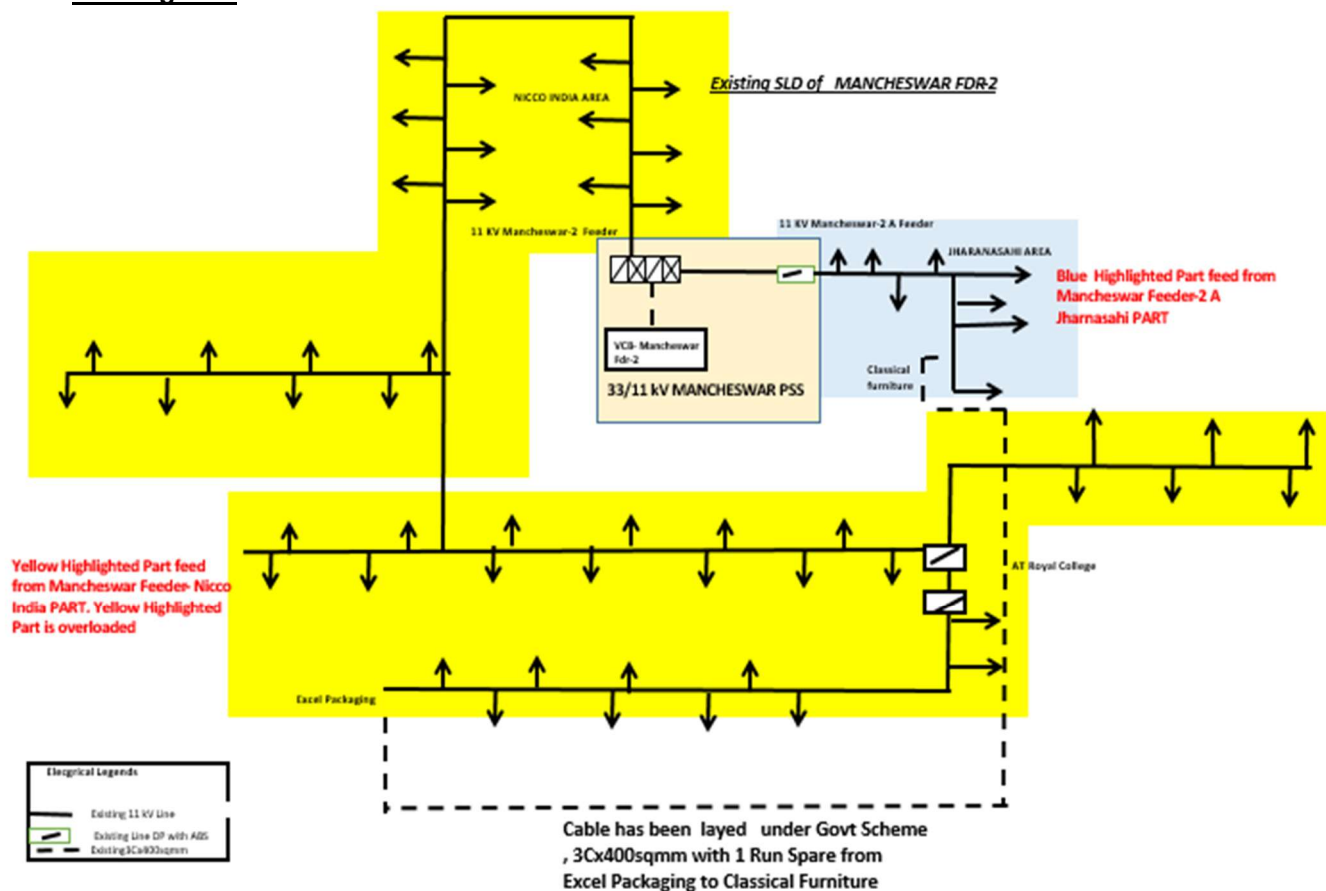 Existing SLD of MANCHESWAR FDR-2
NICCO INDIA AREA
11 KV Mancheswar-2 Feeder
11 KV Mancheswar-2 A Feeder
JHARANASAHI AREA
Blue Highlighted Part feed from
Mancheswar Feeder-2 A
Jharnasahi PART
VCB- Mancheswar
Fdr-2
33/11 kV MANCHESWAR PSS
Classical
furniture
Yellow Highlighted Part feed
from Mancheswar Feeder- Nicco
India PART. Yellow Highlighted
Part is overloaded
AT Royal College
Excel Packaging
Elecgrical Legends
Existing 11 kV Line
Existing Line DP with ABS
Existing3Cx400sqmm
Cable has been layed under Govt Scheme
, 3Cx400sqmm with 1 Run Spare from
Excel Packaging to Classical Furniture